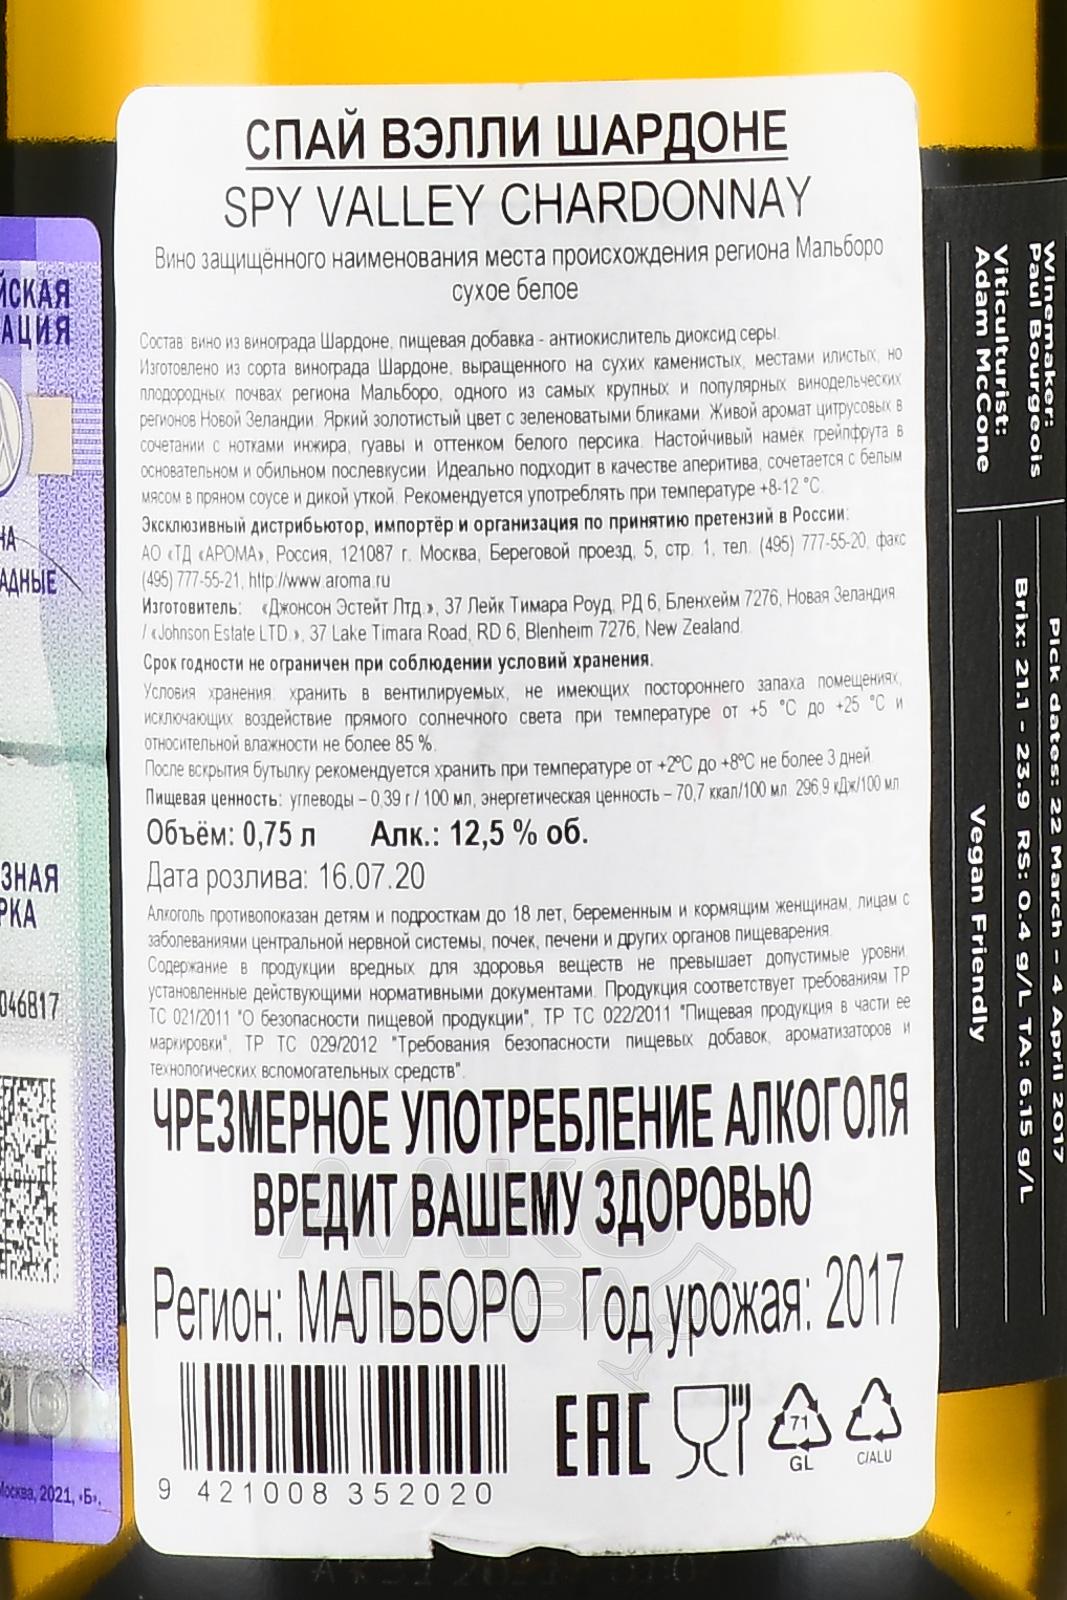 СПАЙ ВЭЛЛИ ШАРДОНЕ
SPY VALLEY CHARDONNAY
Вино защищённого наименования места происхождения региона Мальборо
сухое белое
Состав: вино из винограда Шардоне, пищевая добавка - антиокислитель диоксид серы.
Изготовлено из сорта винограда Шардоне, выращенного на сухих каменистых, местами илистых, но
плодородных почвах региона Мальборо, одного из самых крупных и популярных винодельческих
регионов Новой Зеландии. Яркий золотистый цвет с зеленоватыми бликами. Живой аромат цитрусовых в
сочетании с нотками инжира, гуавы и оттенком белого персика. Настойчивый намёк грейпфрута в
основательном и обильном послевкусии. Идеально подходит в качестве аперитива, сочетается с белым
мясом в пряном соусе и дикой уткой. Рекомендуется употреблять при температуре +8-12 °C.
Эксклюзивный дистрибьютор, импортёр и организация по принятию претензий в России:
АО «ТД «АРОМА», Россия, 121087 г. Москва, Береговой проезд, 5, стр. 1, тел. (495) 777-55-20, факс
(495) 777-55-21, http://www.aroma.ru
Изготовитель: «Джонсон Эстейт Лтд.», 37 Лейк Тимара Роуд, РД 6, Бленхейм 7276, Новая Зеландия
/ «Johnson Estate LTD.», 37 Lake Timara Road, RD 6, Blenheim 7276, New Zealand.
Срок годности не ограничен при соблюдении условий хранения.
Условия хранения: хранить в вентилируемых, не имеющих постороннего запаха помещениях,
исключающих воздействие прямого солнечного света при температуре от +5 °C до +25 °C и
относительной влажности не более 85 %.
После вскрытия бутылку рекомендуется хранить при температуре от +2ºC до +8ºC не более 3 дней.
Пищевая ценность: углеводы – 0,39 г / 100 мл, энергетическая ценность – 70,7 ккал/100 мл. 296,9 кДж/100 мл
Объём: 0,75 л Алк.: 12,5 % об.
Дата розлива: 16.07.20
Алкоголь противопоказан детям и подросткам до 18 лет, беременным и кормящим женщинам, лицам с
заболеваниями центральной нервной системы, почек, печени и других органов пищеварения.
Содержание в продукции вредных для здоровья веществ не превышает допустимые уровни,
установленные действующими нормативными документами. Продукция соответствует требованиям ТР
ТС 021/2011 "О безопасности пищевой продукции", ТР ТС 022/2011 "Пищевая продукция в части ее
маркировки", ТР ТС 029/2012 "Требования безопасности пищевых добавок, ароматизаторов и
технологических вспомогательных средств".
ЧРЕЗМЕРНОЕ УПОТРЕБЛЕНИЕ АЛКОГОЛЯ
ВРЕДИТ ВАШЕМУ ЗДОРОВЬЮ
Регион: МАЛЬБОРО Год урожая: 2017
9 421008 352020
EAC
71
GL
C/ALU
Winemaker:
Paul Bourgeois
Viticulturist:
Adam McCone
Pick dates: 22 March – 4 April 2017
Brix: 21.1 - 23.9 RS: 0.4 g/L TA: 6.15 g/L
Vegan Friendly
ЙСКАЯ
АЦИЯ
НА
АДНЫЕ
ЗНАЯ
РКА
046817
Москва, 2021, «Б».